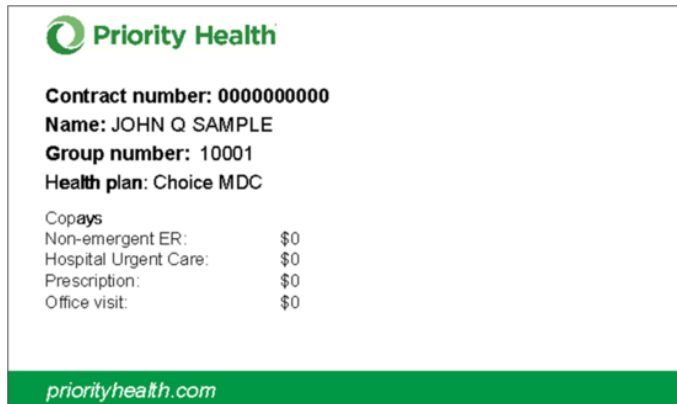 Priority Health
Contract number: 0000000000
Name: JOHN Q SAMPLE
Group number: 10001
Health plan: Choice MDC
Copays
Non-emergent ER: $0
Hospital Urgent Care: $0
Prescription: $0
Office visit: $0
priorityhealth.com